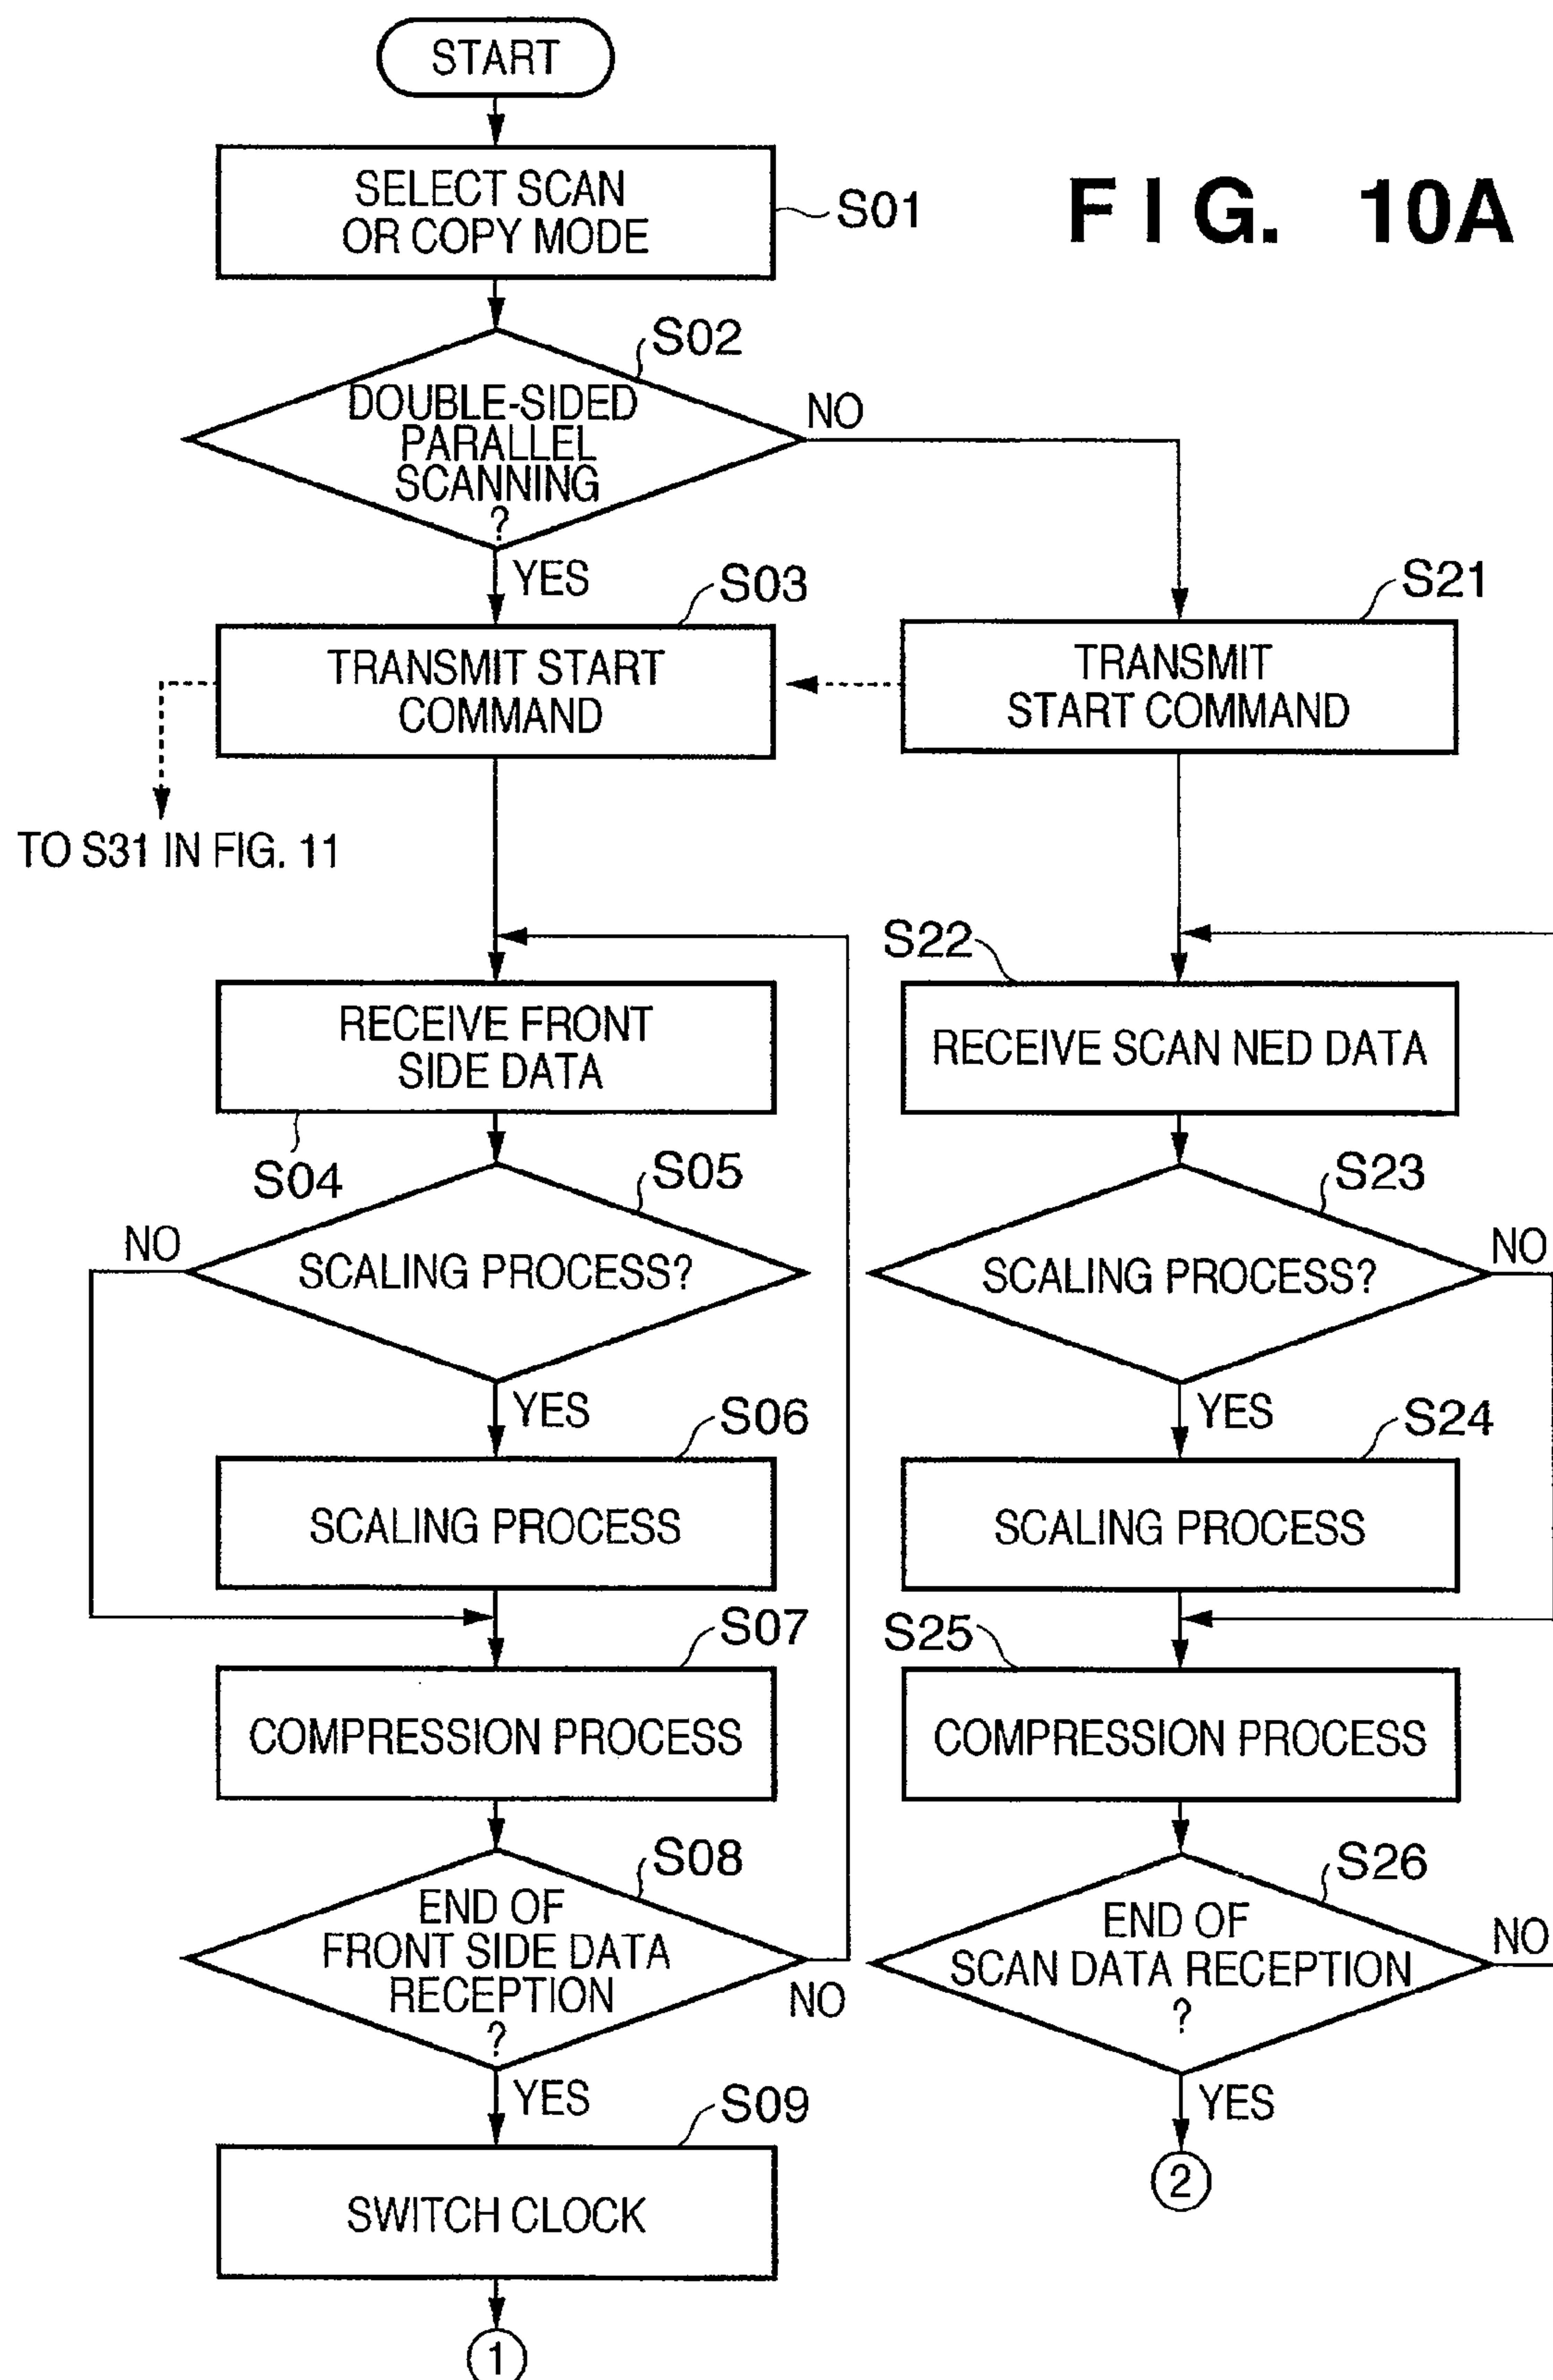 START
SELECT SCAN
OR COPY MODE
S01
FIG. 10A
S02
DOUBLE-SIDED
PARALLEL
SCANNING
?
NO
YES
S03
TRANSMIT START
COMMAND
S21
TRANSMIT
START COMMAND
TO S31 IN FIG. 11
S22
RECEIVE FRONT
SIDE DATA
S04
RECEIVE SCAN NED DATA
S05
NO
SCALING PROCESS?
YES
S23
SCALING PROCESS?
NO
YES
S06
SCALING PROCESS
S24
SCALING PROCESS
S07
COMPRESSION PROCESS
S25
COMPRESSION PROCESS
S08
END OF
FRONT SIDE DATA
RECEPTION
?
NO
YES
S26
END OF
SCAN DATA RECEPTION
?
NO
YES
2
S09
SWITCH CLOCK
1